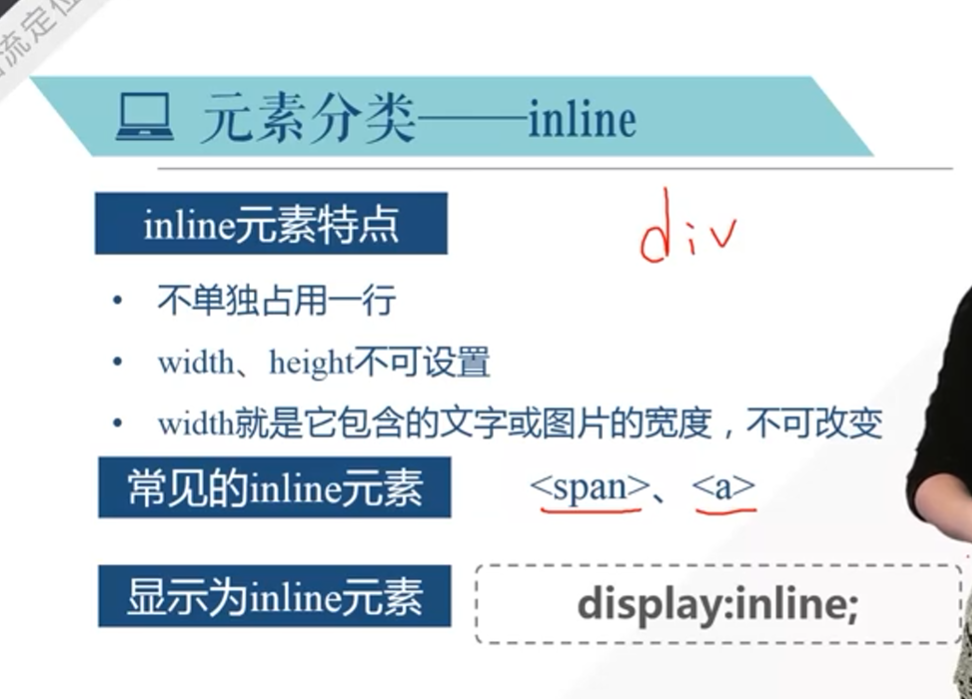 流定位
元素分类——inline
inline元素特点
div
• 不单独占用一行
• width、height不可设置
• width就是它包含的文字或图片的宽度，不可改变
常见的inline元素 <span>、<a>
显示为inline元素 display:inline;